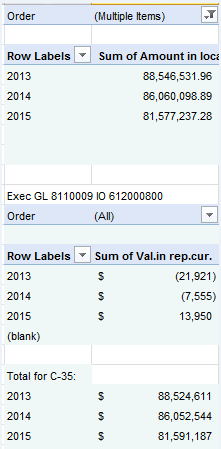 Order (Multiple Items)
Row Labels Sum of Amount in loca
2013 88,546,531.96
2014 86,060,098.89
2015 81,577,237.28
Exec GL 8110009 IO 612000800
Order (All)
Row Labels Sum of Val.in rep.cur.
2013 $ (21,921)
2014 $ (7,555)
2015 $ 13,950
(blank)
Total for C-35:
2013 $ 88,524,611
2014 $ 86,052,544
2015 $ 81,591,187